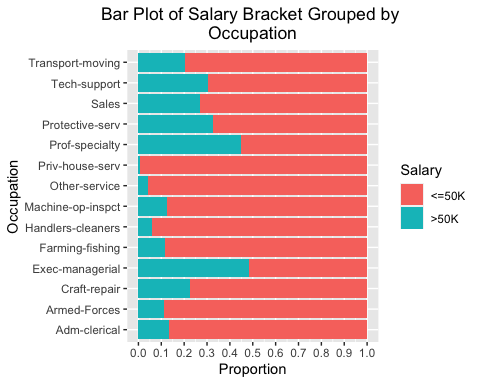 Bar Plot of Salary Bracket Grouped by
Occupation
Occupation
Transport-moving
Tech-support
Sales
Protective-serv
Prof-specialty
Priv-house-serv
Other-service
Machine-op-inspct
Handlers-cleaners
Farming-fishing
Exec-managerial
Craft-repair
Armed-Forces
Adm-clerical
0.0 0.1 0.2 0.3 0.4 0.5 0.6 0.7 0.8 0.9 1.0
Proportion
Salary
<=50K
>50K